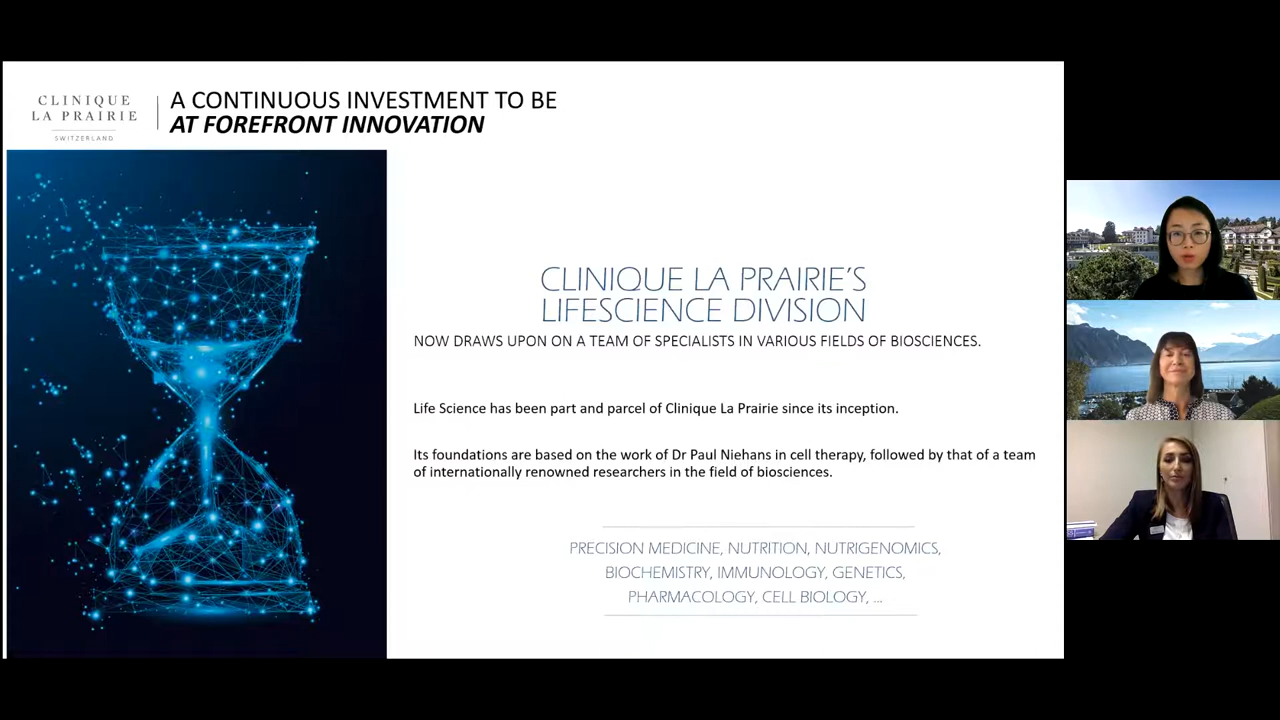 CLINIQUE
LA PRAIRIE
SWITZERLAND
A CONTINUOUS INVESTMENT TO BE
AT FOREFRONT INNOVATION
CLINIQUE LA PRAIRIE'S
LIFESCIENCE DIVISION
NOW DRAWS UPON ON A TEAM OF SPECIALISTS IN VARIOUS FIELDS OF BIOSCIENCES.
Life Science has been part and parcel of Clinique La Prairie since its inception.
Its foundations are based on the work of Dr Paul Niehans in cell therapy, followed by that of a team
of internationally renowned researchers in the field of biosciences.
PRECISION MEDICINE, NUTRITION, NUTRIGENOMICS,
BIOCHEMISTRY, IMMUNOLOGY, GENETICS,
PHARMACOLOGY, CELL BIOLOGY, ...